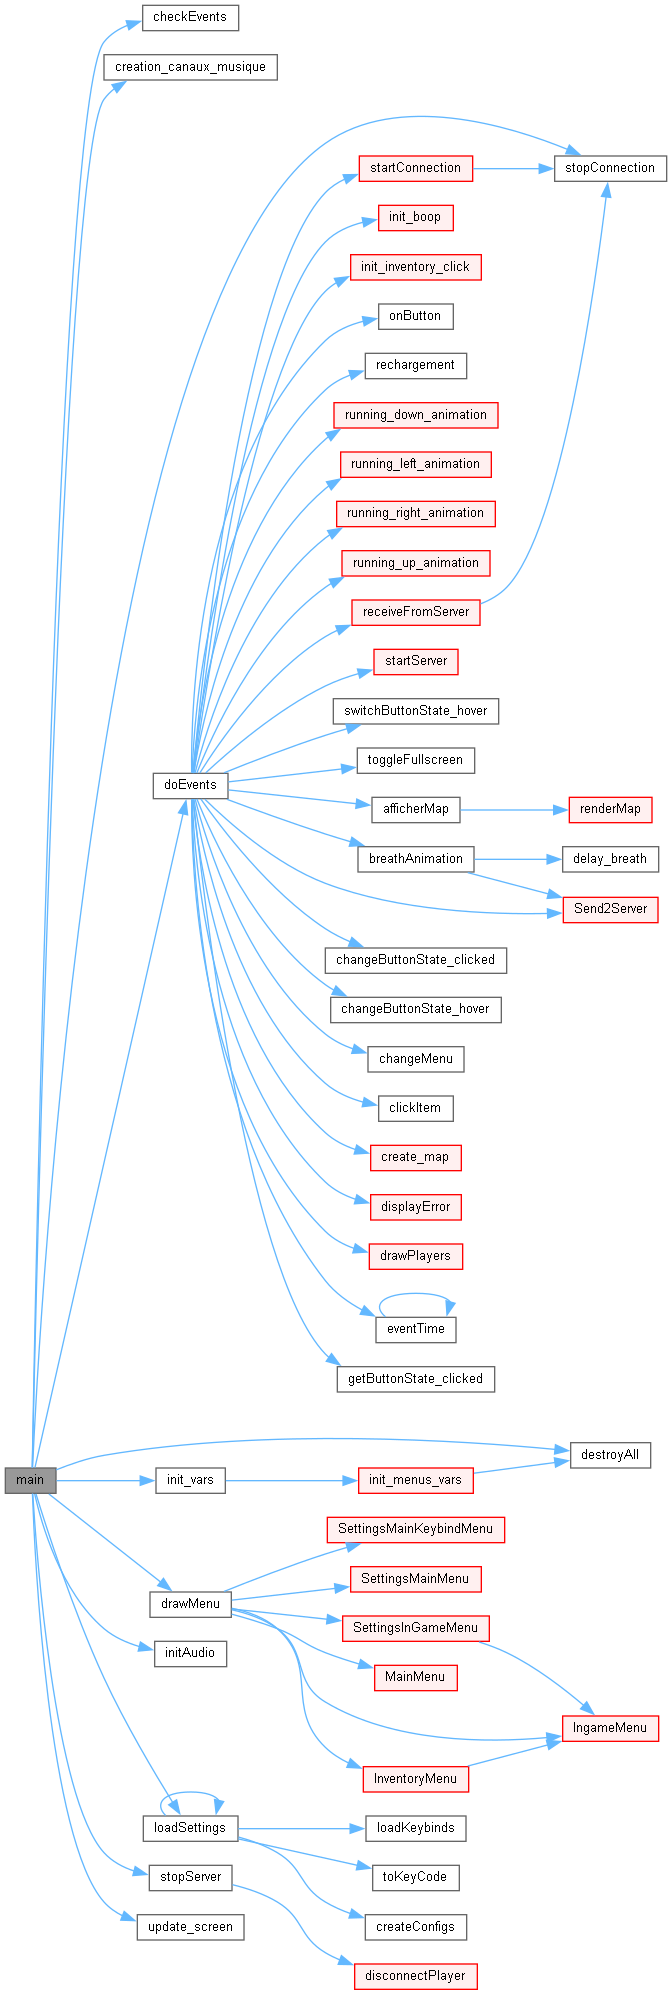 checkEvents
creation_canaux_musique
stopConnection
startConnection
init_boop
init_inventory_click
onButton
rechargement
running_down_animation
running_left_animation
running_right_animation
running_up_animation
receiveFromServer
startServer
switchButtonState_hover
toggleFullscreen
doEvents
afficherMap
renderMap
breathAnimation
delay_breath
Send2Server
changeButtonState_clicked
changeButtonState_hover
changeMenu
clickItem
create_map
displayError
drawPlayers
eventTime
getButtonState_clicked
destroyAll
main
init_vars
init_menus_vars
SettingsMainKeybindMenu
SettingsMainMenu
drawMenu
SettingsInGameMenu
initAudio
MainMenu
IngameMenu
InventoryMenu
loadSettings
loadKeybinds
stopServer
toKeyCode
update_screen
createConfigs
disconnectPlayer